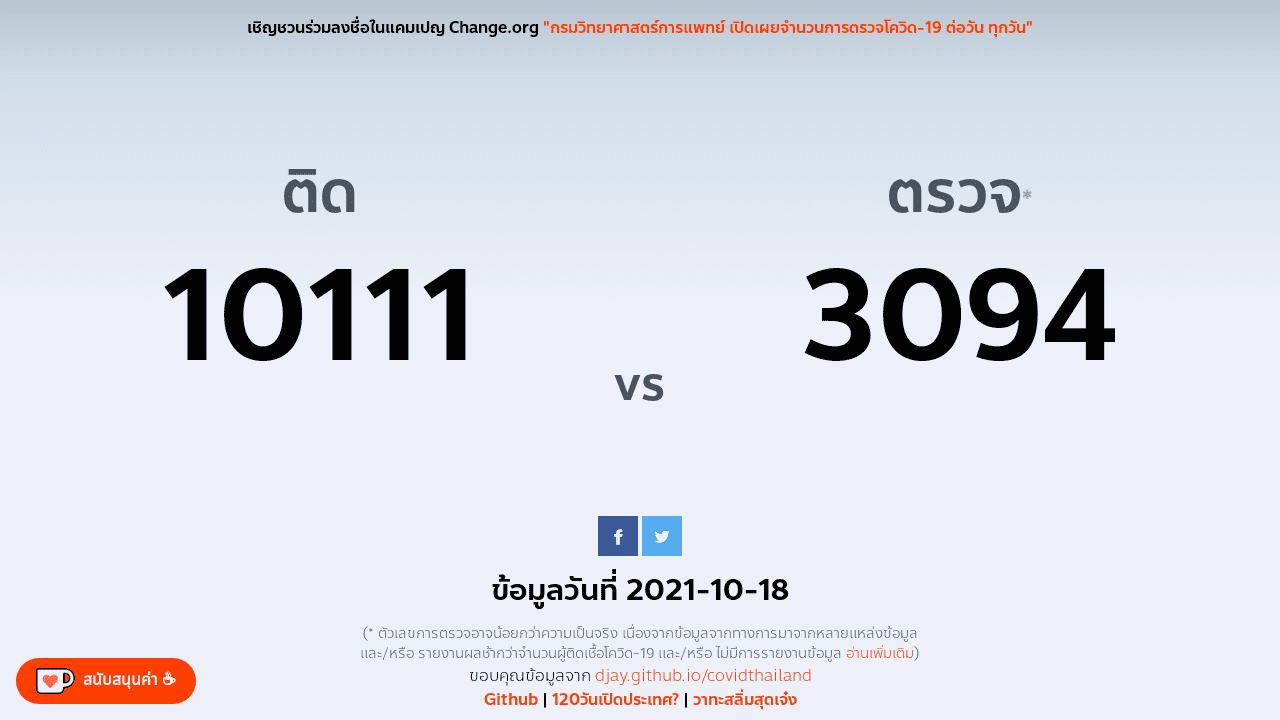 เชิญชวนร่วมลงชื่อในแคมเปญ Change.org "กรมวิทยาศาสตร์การแพทย์ เปิดเผยจำนวนการตรวจโควิด-19 ต่อวัน ทุกวัน"
ติด
ตรวจ*
10111
vs
3094
ข้อมูลวันที่ 2021-10-18
(* ตัวเลขการตรวจอาจน้อยกว่าความเป็นจริง เนื่องจากข้อมูลจากทางการมาจากหลายแหล่งข้อมูล
และ/หรือ รายงานผลช้ากว่าจำนวนผู้ติดเชื้อโควิด-19 และ/หรือ ไม่มีการรายงานข้อมูล อ่านเพิ่มเติม)
ขอบคุณข้อมูลจาก djay.github.io/covidthailand
Github | 120วันเปิดประเทศ? | วาทะสลิ่มสุดเจ๋ง
สนับสนุนค่า ☕